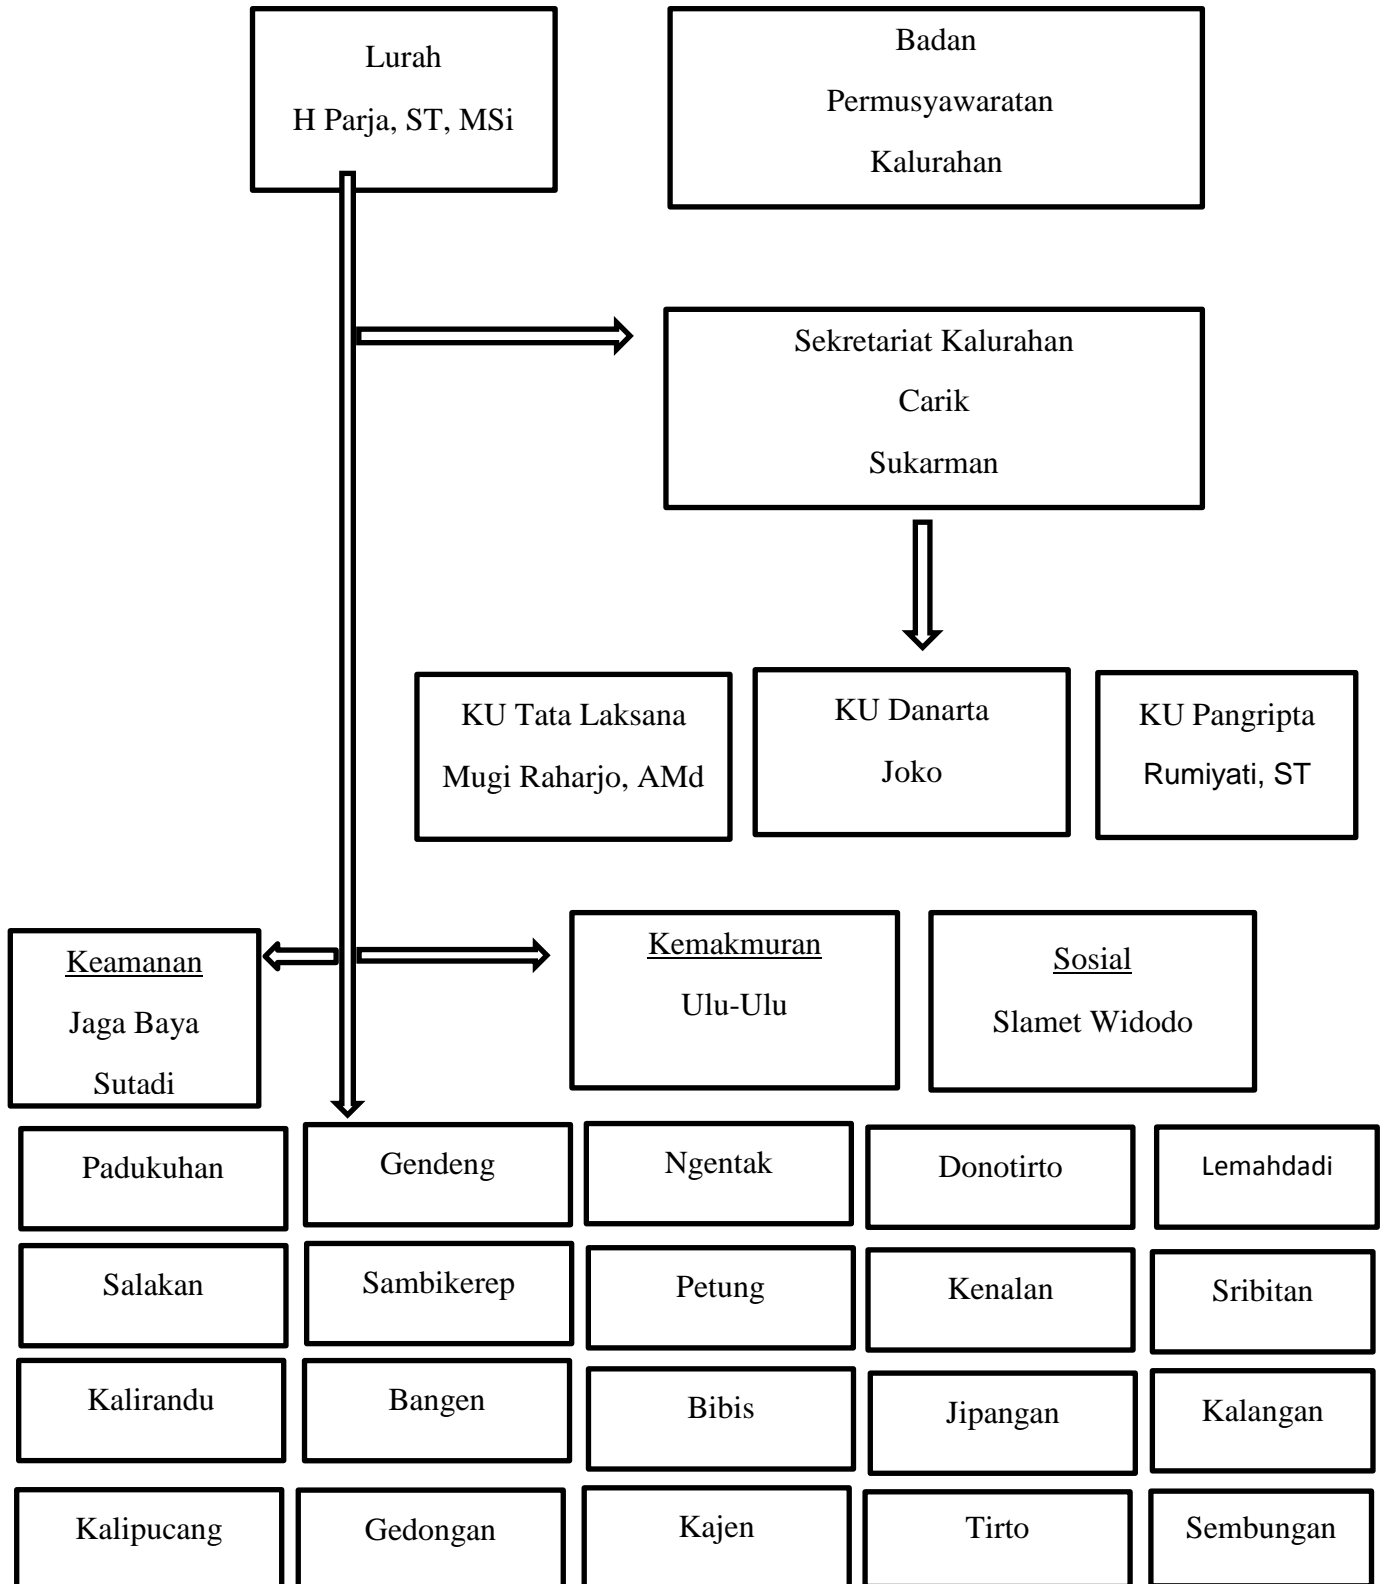 Lurah
H Parja, ST, MSi
Badan
Permusyawaratan
Kalurahan
Sekretariat Kalurahan
Carik
Sukarman
KU Tata Laksana
Mugi Raharjo, AMd
KU Danarta
Joko
KU Pangripta
Rumiyati, ST
Keamanan
Jaga Baya
Sutadi
Kemakmuran
Ulu-Ulu
Sosial
Slamet Widodo
Padukuhan
Gendeng
Ngentak
Donotirto
Lemahdadi
Salakan
Sambikerep
Petung
Kenalan
Sribitan
Kalirandu
Bangen
Bibis
Jipangan
Kalangan
Kalipucang
Gedongan
Kajen
Tirto
Sembungan